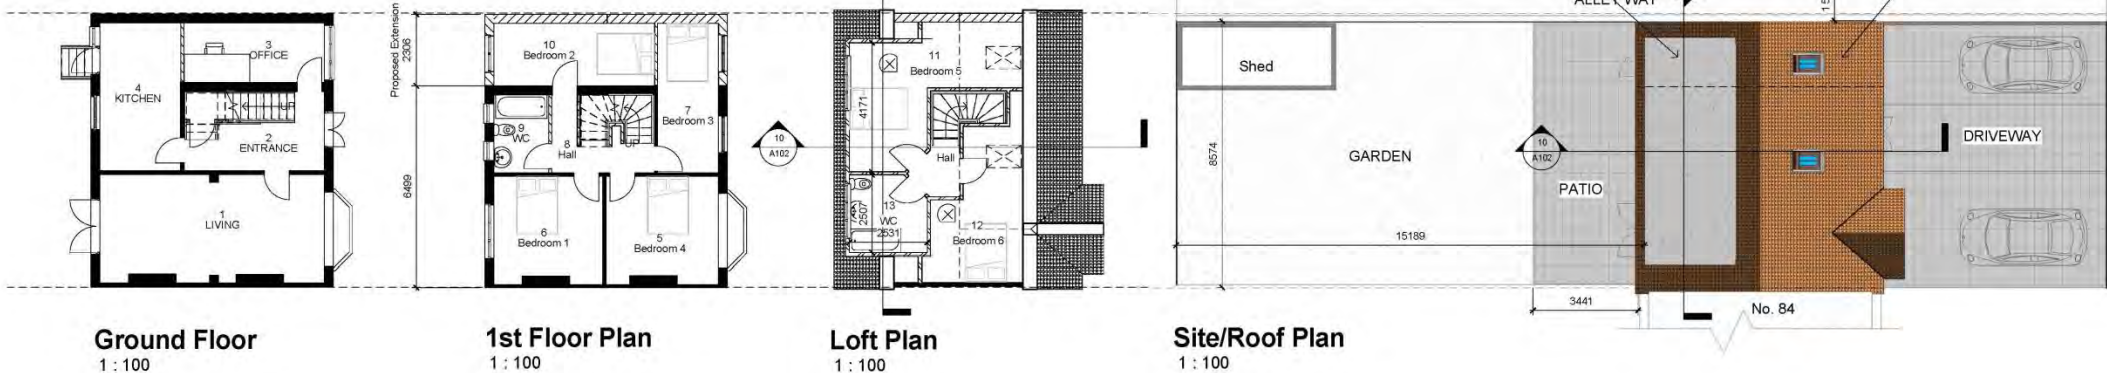 3
OFFICE
4
KITCHEN
UP
2
ENTRANCE
1
LIVING
Ground Floor
1 : 100
Proposed Extension
2306
6499
10
Bedroom 2
7
Bedroom 3
9
WC
8
Hall
UP
6
Bedroom 1
5
Bedroom 4
1st Floor Plan
1 : 100
10
A102
11
Bedroom 5
4171
Hall
13
WC
2507
2531
12
Bedroom 6
Loft Plan
1 : 100
ALLEY WAY
Shed
8574
GARDEN
10
A102
PATIO
DRIVEWAY
15189
3441
No. 84
Site/Roof Plan
1 : 100